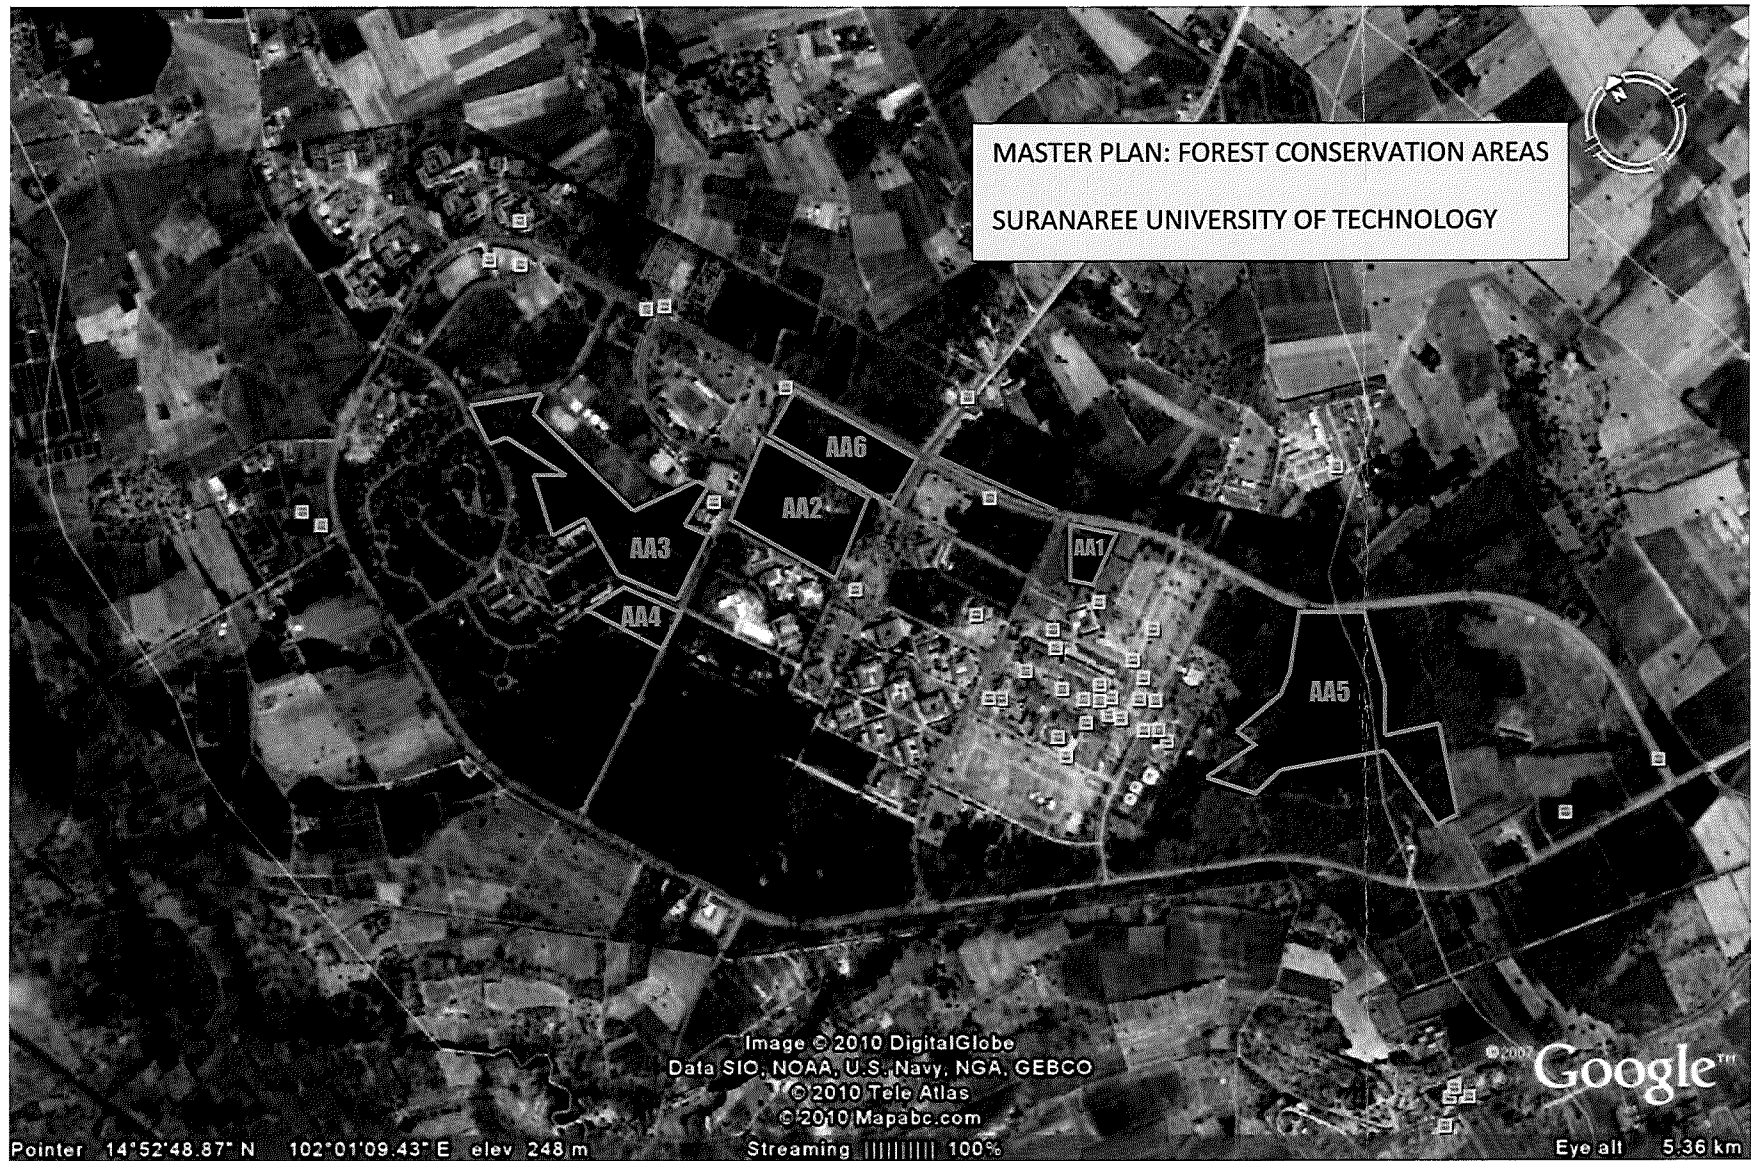 N
MASTER PLAN: FOREST CONSERVATION AREAS
SURANAREE UNIVERSITY OF TECHNOLOGY
AA6
AA2
AA3
AA1
AA4
AA5
Image © 2010 DigitalGlobe
Data SIO, NOAA, U.S. Navy, NGA, GEBCO
© 2010 Tele Atlas
© 2010 Mapabc.com
©2007 Google™
Pointer 14°52'48.87" N 102°01'09.43" E elev 248 m Streaming |||||||||| 100% Eye alt 5.36 km